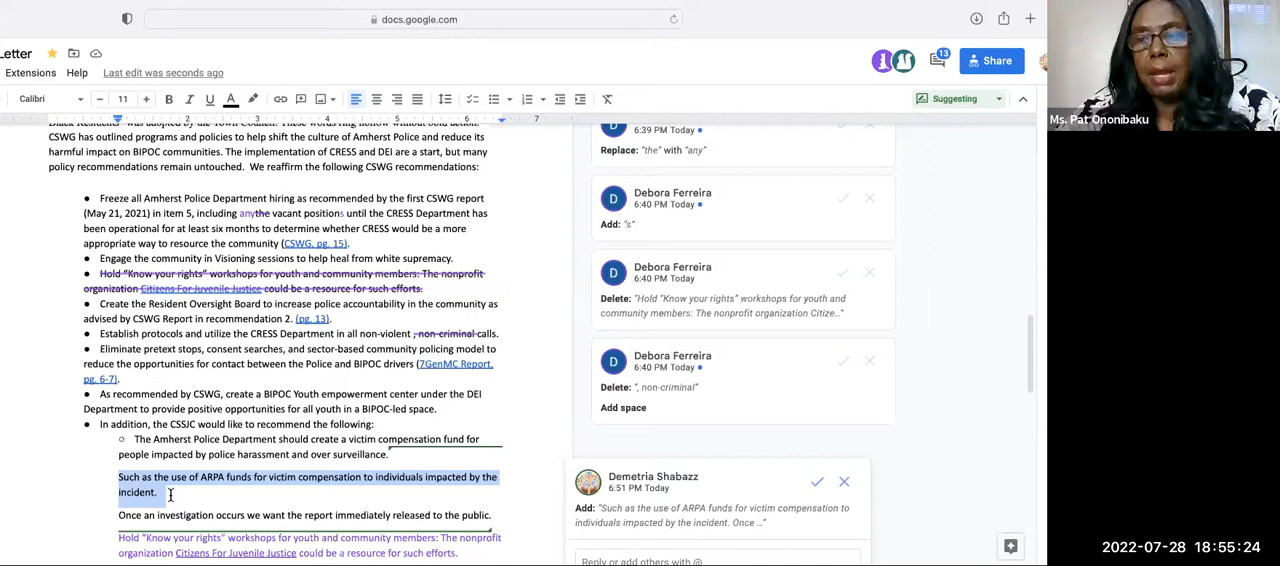 docs.google.com
Letter
Extensions Help Last edit was seconds ago
13
Share
Calibri
11
Suggesting
7
CSWG has outlined programs and policies to help shift the culture of Amherst Police and reduce its
harmful impact on BIPOC communities. The implementation of CRESS and DEI are a start, but many
policy recommendations remain untouched. We reaffirm the following CSWG recommendations:
● Freeze all Amherst Police Department hiring as recommended by the first CSWG report
(May 21, 2021) in item 5, including anythe vacant positions until the CRESS Department has
been operational for at least six months to determine whether CRESS would be a more
appropriate way to resource the community (CSWG, pg. 15).
● Engage the community in Visioning sessions to help heal from white supremacy.
● Hold “Know your rights” workshops for youth and community members: The nonprofit
organization Citizens For Juvenile Justice could be a resource for such efforts.
● Create the Resident Oversight Board to increase police accountability in the community as
advised by CSWG Report in recommendation 2. (pg. 13).
● Establish protocols and utilize the CRESS Department in all non-violent , non-criminal calls.
● Eliminate pretext stops, consent searches, and sector-based community policing model to
reduce the opportunities for contact between the Police and BIPOC drivers (7GenMC Report,
pg. 6-7).
● As recommended by CSWG, create a BIPOC Youth empowerment center under the DEI
Department to provide positive opportunities for all youth in a BIPOC-led space.
● In addition, the CSSJC would like to recommend the following:
○ The Amherst Police Department should create a victim compensation fund for
people impacted by police harassment and over surveillance.
Such as the use of ARPA funds for victim compensation to individuals impacted by the
incident.
Once an investigation occurs we want the report immediately released to the public.
Hold “Know your rights” workshops for youth and community members: The nonprofit
organization Citizens For Juvenile Justice could be a resource for such efforts.
D
6:39 PM Today
Replace: “the” with “any”
D
Debora Ferreira
6:40 PM Today
Add: “s”
D
Debora Ferreira
6:40 PM Today
Delete: “Hold “Know your rights” workshops for youth and
community members: The nonprofit organization Citize...”
D
Debora Ferreira
6:40 PM Today
Delete: “, non-criminal”
Add space
Demetria Shabazz
6:51 PM Today
Add: “Such as the use of ARPA funds for victim compensation to
individuals impacted by the incident. Once ...”
Reply or add others with @
Ms. Pat Ononibaku
2022-07-28 18:55:24